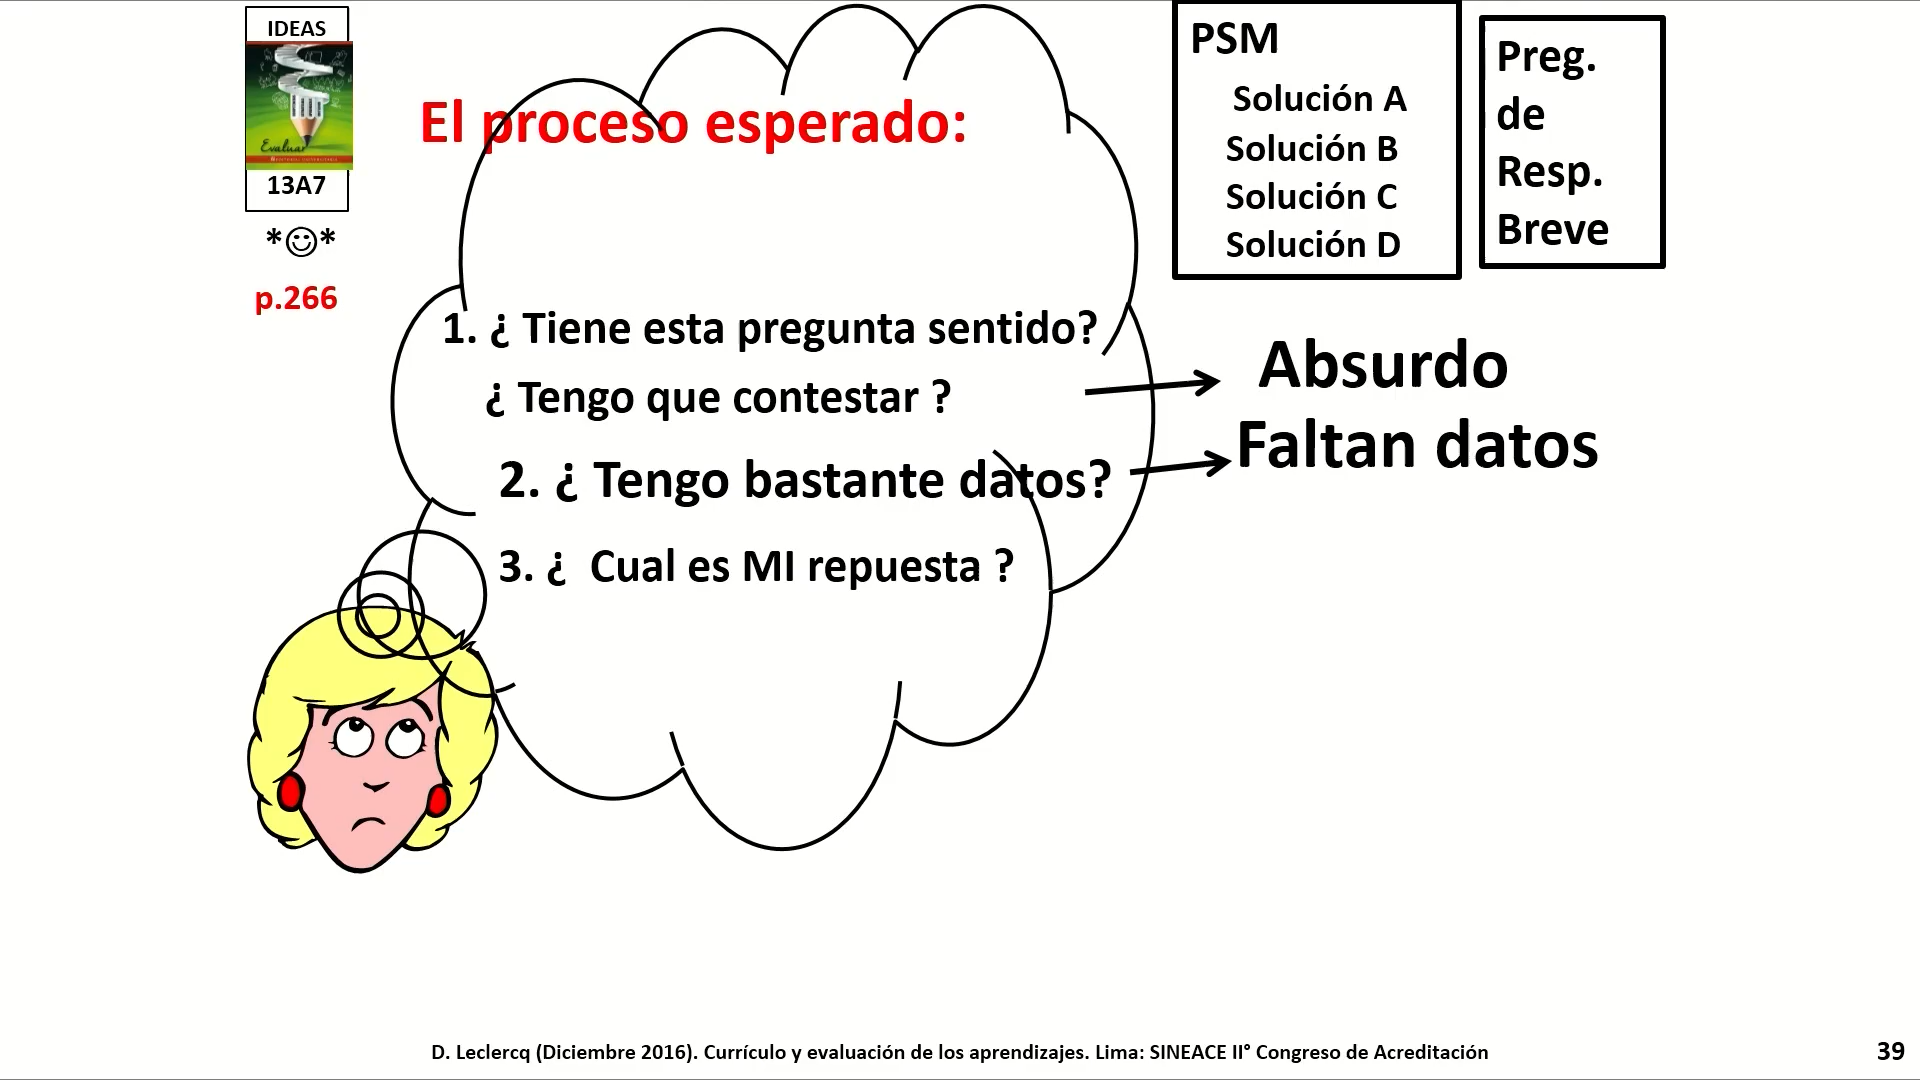 IDEAS
Evaluar
13A7
*☺*
p.266
El proceso esperado:
PSM
Solución A
Solución B
Solución C
Solución D
Preg.
de
Resp.
Breve
1. ¿ Tiene esta pregunta sentido?
¿ Tengo que contestar ?
2. ¿ Tengo bastante datos?
3. ¿ Cual es MI repuesta ?
Absurdo
Faltan datos
D. Leclercq (Diciembre 2016). Currículo y evaluación de los aprendizajes. Lima: SINEACE II° Congreso de Acreditación
39